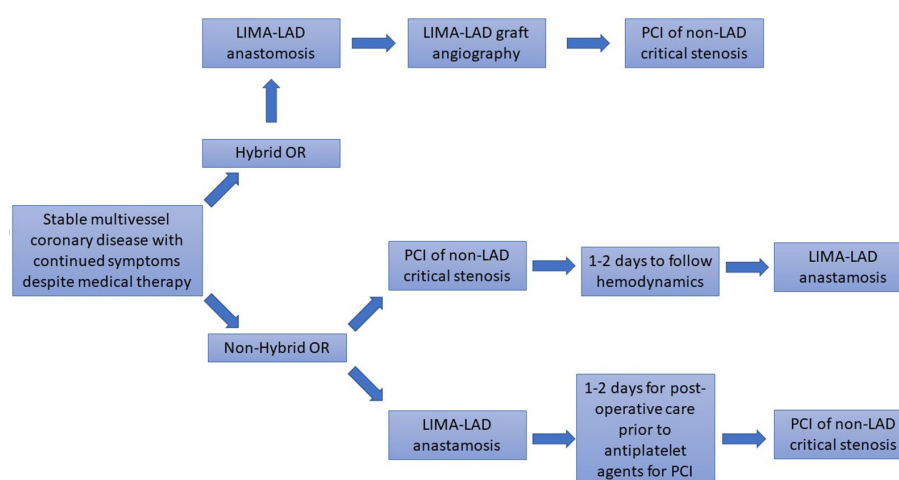 LIMA-LAD
anastomosis
LIMA-LAD graft
angiography
PCI of non-LAD
critical stenosis
Hybrid OR
Stable multivessel
coronary disease with
continued symptoms
despite medical therapy
PCI of non-LAD
critical stenosis
1-2 days to follow
hemodynamics
LIMA-LAD
anastamosis
Non-Hybrid OR
LIMA-LAD
anastamosis
1-2 days for post-
operative care
prior to
antiplatelet
agents for PCI
PCI of non-LAD
critical stenosis